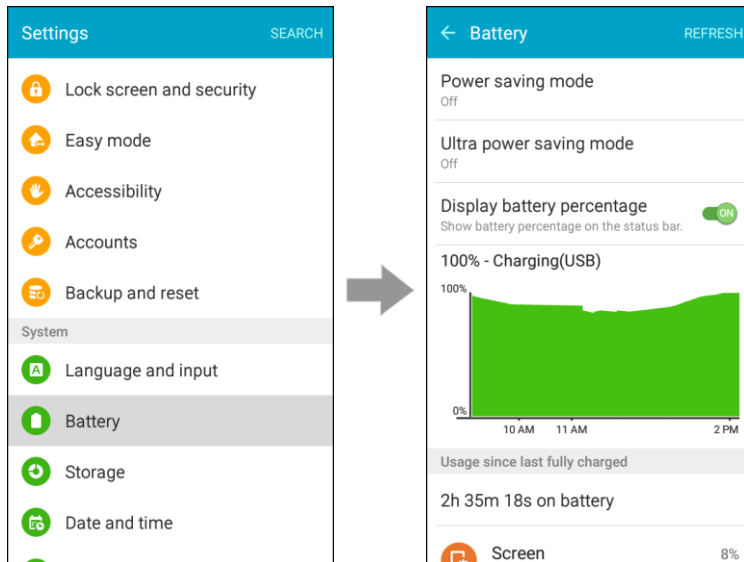 Settings
SEARCH
Lock screen and security
Easy mode
Accessibility
Accounts
Backup and reset
System
A
Language and input
Battery
Storage
Date and time
Battery
REFRESH
Power saving mode
Off
Ultra power saving mode
Off
Display battery percentage
Show battery percentage on the status bar.
ON
100% - Charging(USB)
100%
0%
10 AM 11 AM 2 PM
Usage since last fully charged
2h 35m 18s on battery
Screen 8%